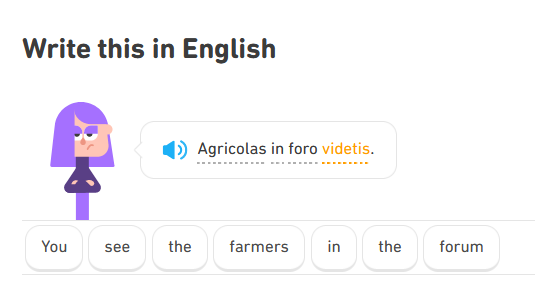 Write this in English
Agricolas in foro videtis.
You see the farmers in the forum